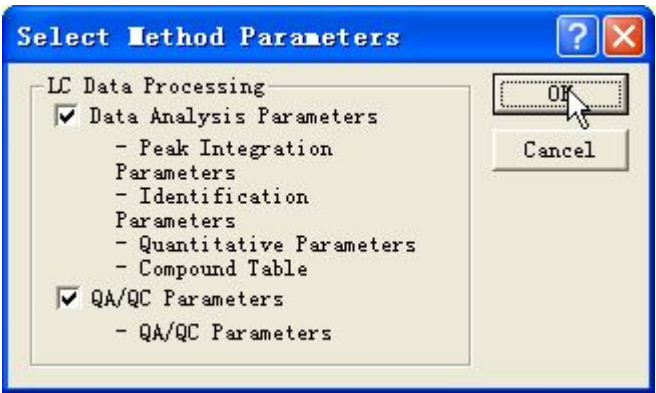 Select Method Parameters
?
LC Data Processing
Data Analysis Parameters
- Peak Integration
Parameters
- Identification
Parameters
- Quantitative Parameters
- Compound Table
QA/QC Parameters
- QA/QC Parameters
OK
Cancel